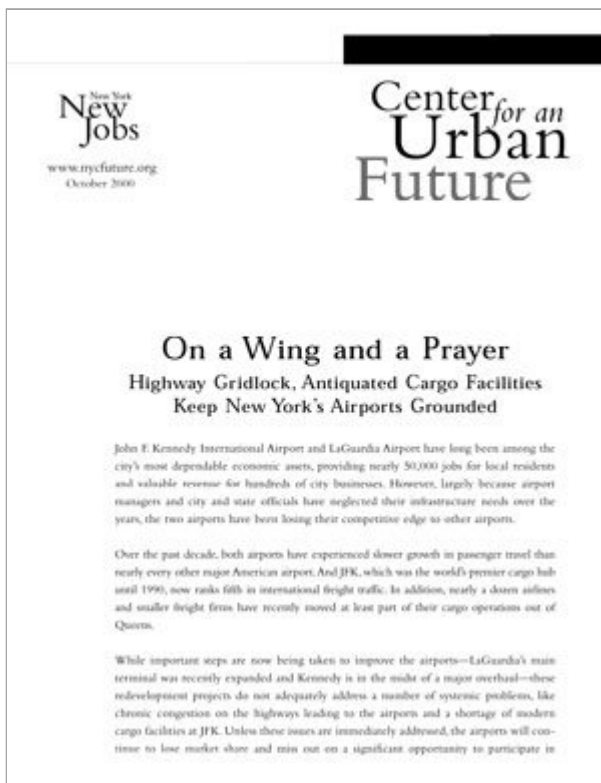 New York
New
Jobs
www.nycfuture.org
October 2000
Center for an
Urban
Future
On a Wing and a Prayer
Highway Gridlock, Antiquated Cargo Facilities
Keep New York's Airports Grounded
John F. Kennedy International Airport and LaGuardia Airport have long been among the
city's most dependable economic assets, providing nearly 50,000 jobs for local residents
and valuable revenue for hundreds of city businesses. However, largely because airport
managers and city and state officials have neglected their infrastructure needs over the
years, the two airports have been losing their competitive edge to other airports.
Over the past decade, both airports have experienced slower growth in passenger travel than
nearly every other major American airport. And JFK, which was the world's premier cargo hub
until 1990, now ranks fifth in international freight traffic. In addition, nearly a dozen airlines
and smaller freight firms have recently moved at least part of their cargo operations out of
Queens.
While important steps are now being taken to improve the airports—LaGuardia's main
terminal was recently expanded and Kennedy is in the midst of a major overhaul—these
redevelopment projects do not adequately address a number of systemic problems, like
chronic congestion on the highways leading to the airports and a shortage of modern
cargo facilities at JFK. Unless these issues are immediately addressed, the airports will con-
tinue to lose market share and miss out on a significant opportunity to participate in